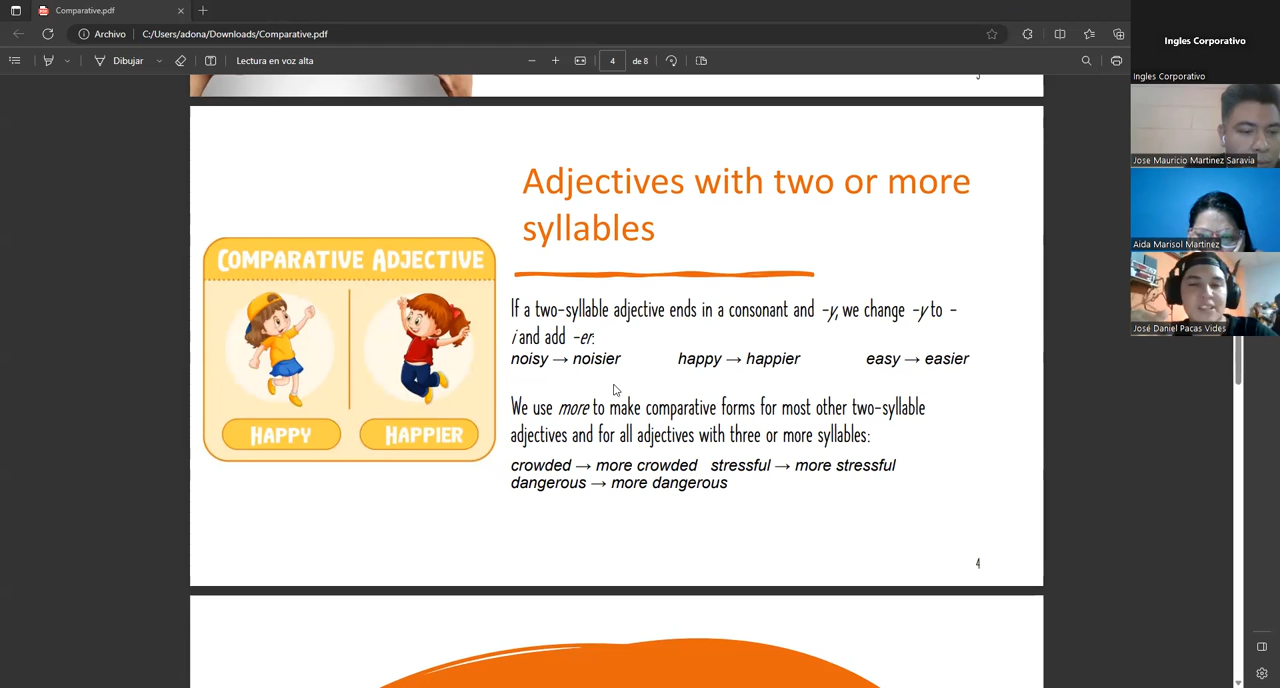 Comparative.pdf
Archivo
C:/Users/adona/Downloads/Comparative.pdf
Dibujar
Lectura en voz alta
4
de 8
Adjectives with two or more
syllables
COMPARATIVE ADJECTIVE
HAPPY
HAPPIER
If a two-syllable adjective ends in a consonant and -y, we change -y to -
i and add -er:
noisy → noisier happy → happier easy → easier
We use more to make comparative forms for most other two-syllable
adjectives and for all adjectives with three or more syllables:
crowded → more crowded stressful → more stressful
dangerous → more dangerous
4
Ingles Corporativo
Ingles Corporativo
Jose Mauricio Martinez Saravia
Aida Marisol Martinez
José Daniel Pacas Vides